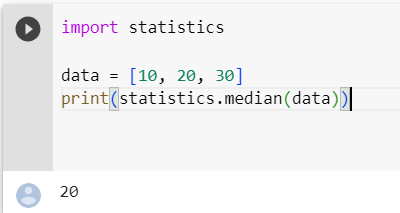 import statistics
data = [10, 20, 30]
print(statistics.median(data))
20